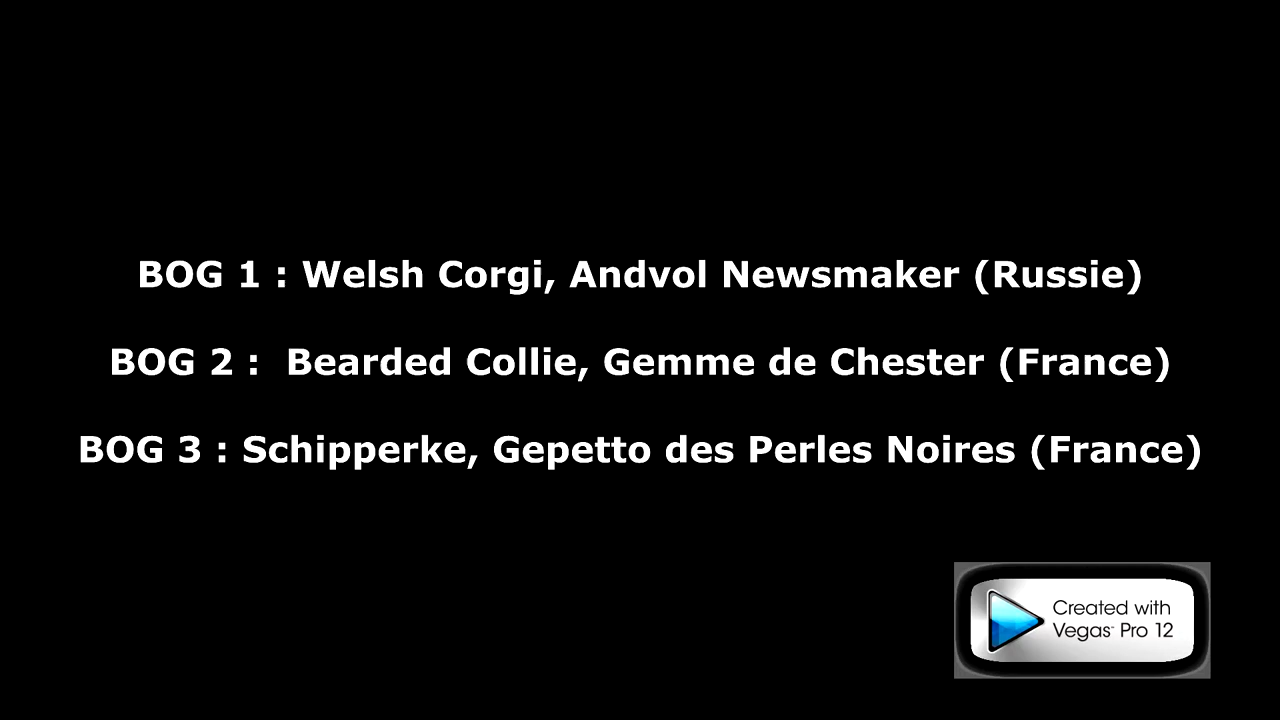 BOG 1 : Welsh Corgi, Andvol Newsmaker (Russie)
BOG 2 :  Bearded Collie, Gemme de Chester (France)
BOG 3 : Schipperke, Gepetto des Perles Noires (France)
Created with
Vegas™ Pro 12